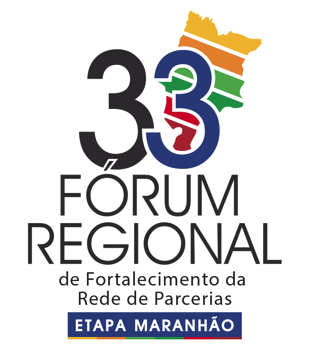 33
FÓRUM
REGIONAL
de Fortalecimento da
Rede de Parcerias
ETAPA MARANHÃO